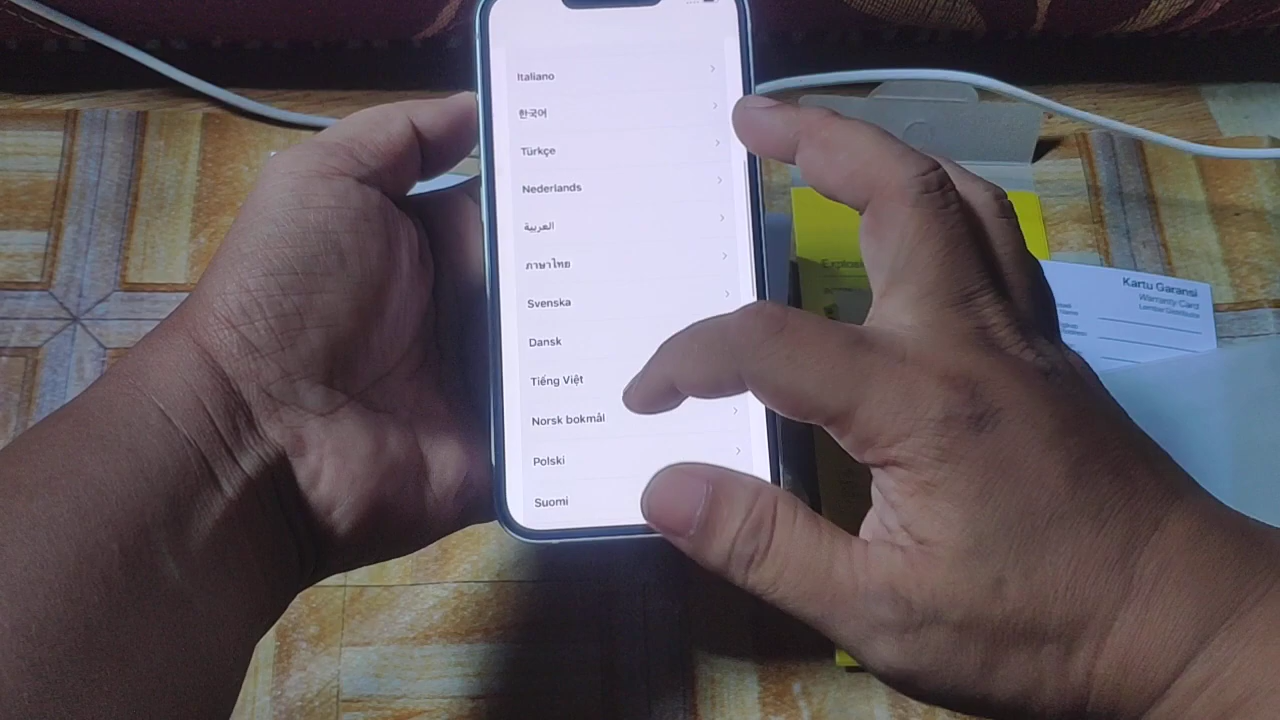 Italiano
한국어
Türkçe
Nederlands
العربية
ภาษาไทย
Svenska
Dansk
Tiếng Việt
Norsk bokmål
Polski
Suomi
Kartu Garansi
Warranty Card